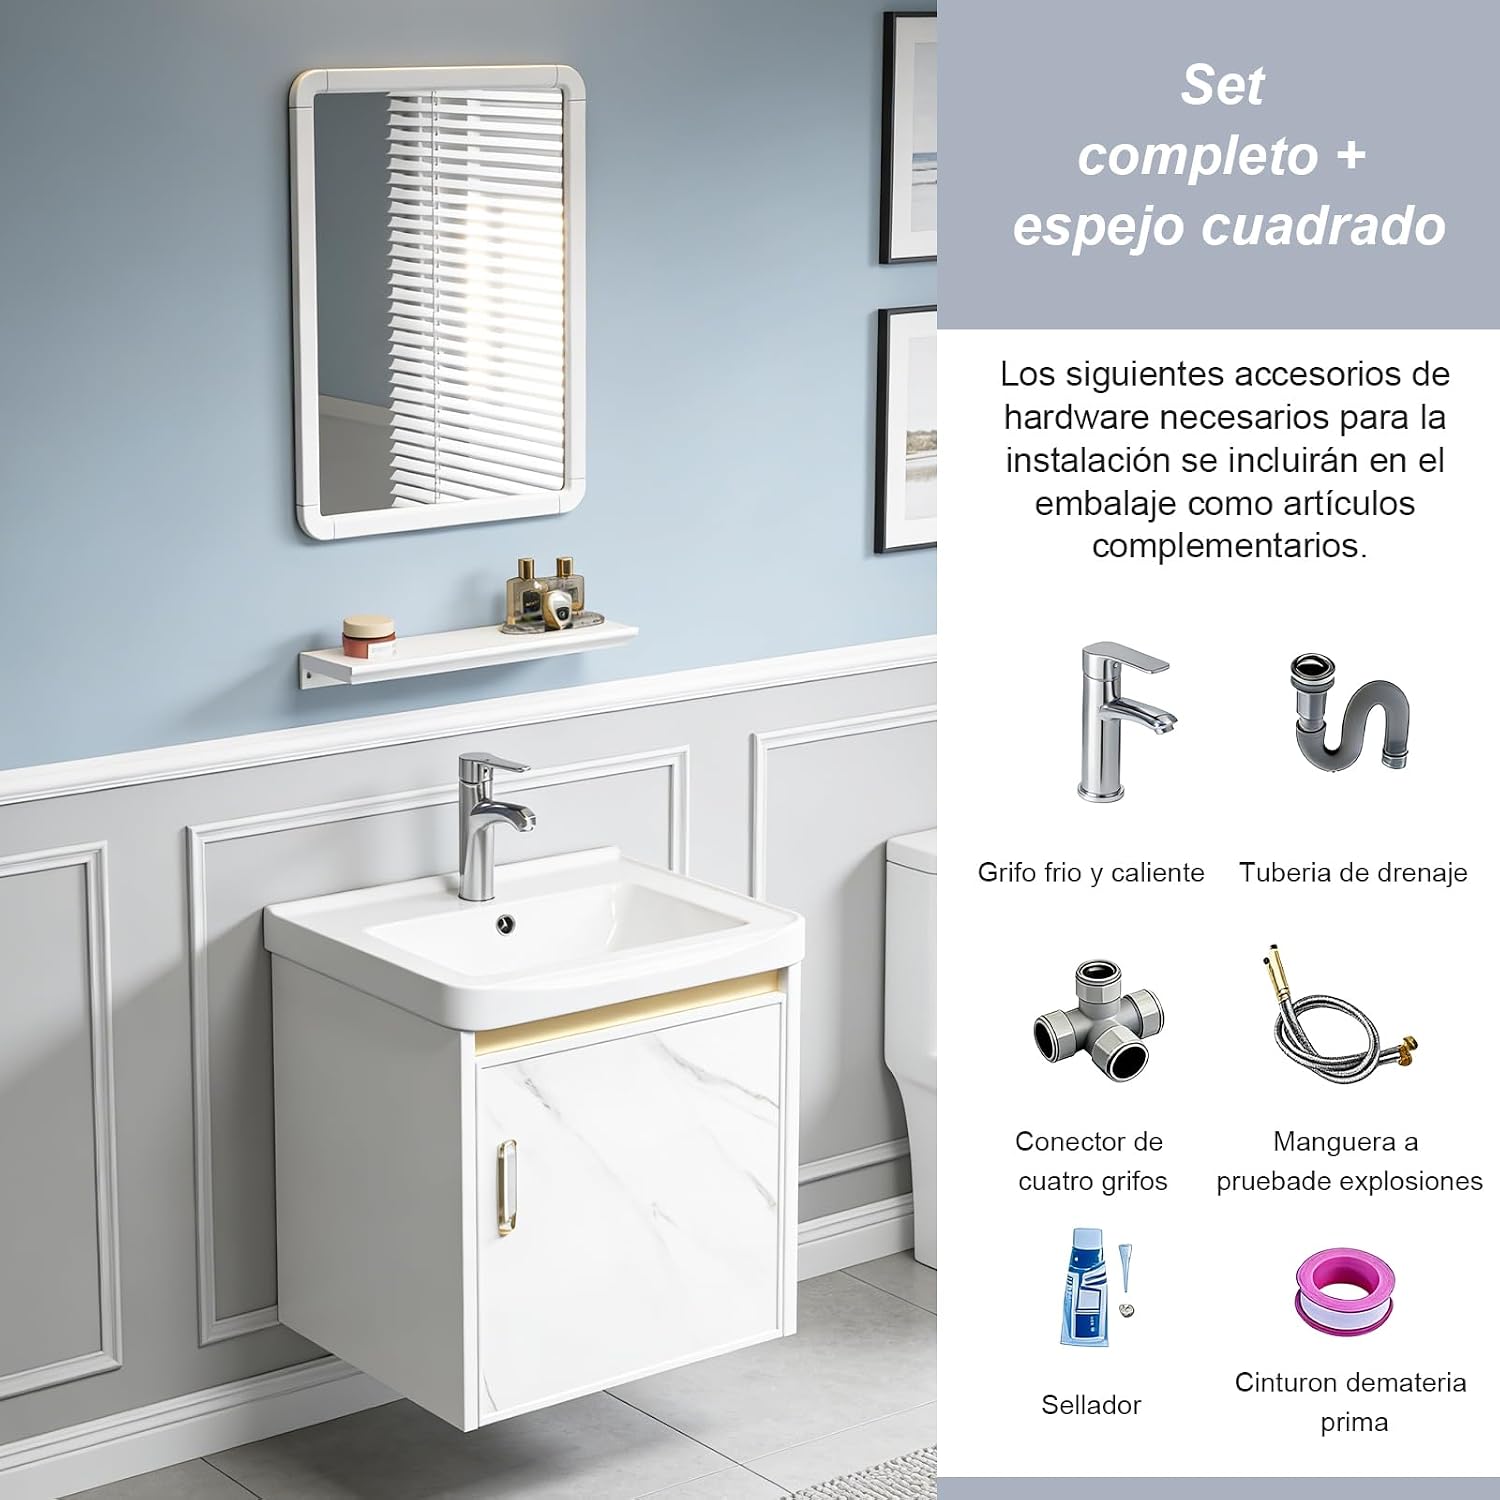 Set
completo +
espejo cuadrado
Los siguientes accesorios de
hardware necesarios para la
instalación se incluirán en el
embalaje como artículos
complementarios.
Grifo frio y caliente
Tuberia de drenaje
Conector de
cuatro grifos
Manguera a
pruebade explosiones
Sellador
Cinturon demateria
prima